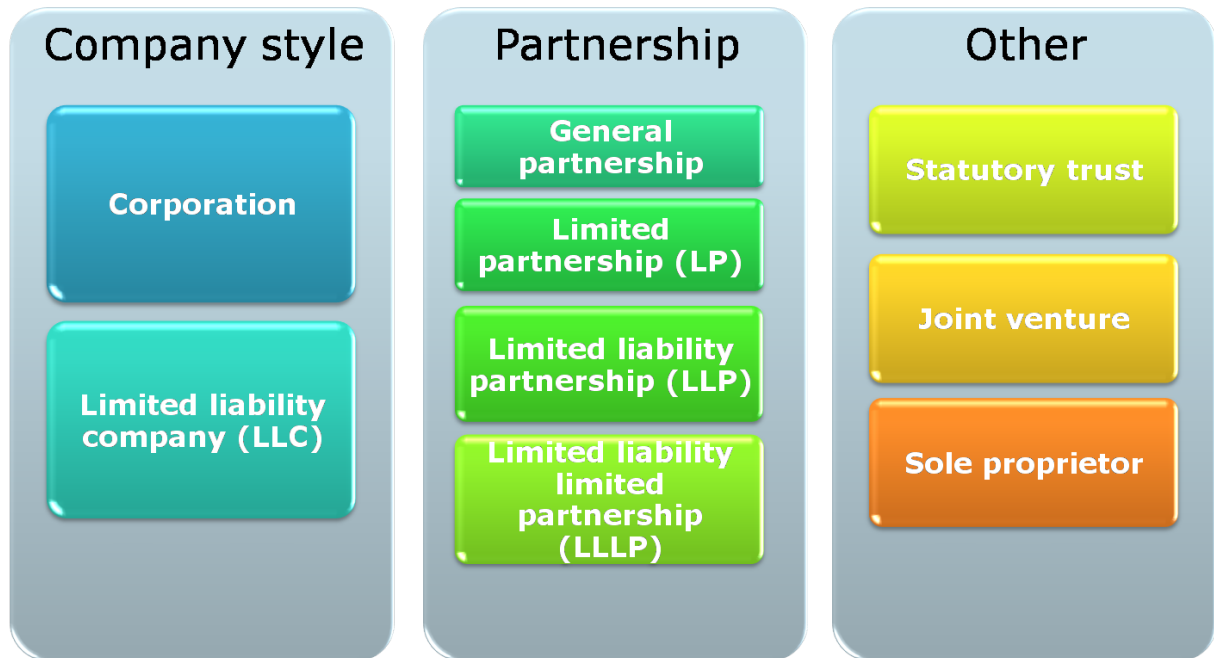 Company style
Corporation
Limited liability
company (LLC)
Partnership
General
partnership
Limited
partnership (LP)
Limited liability
partnership (LLP)
Limited liability
limited
partnership
(LLLP)
Other
Statutory trust
Joint venture
Sole proprietor